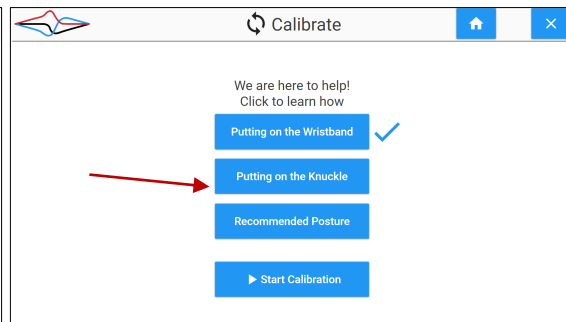 Calibrate
We are here to help!
Click to learn how
Putting on the Wristband
Putting on the Knuckle
Recommended Posture
Start Calibration